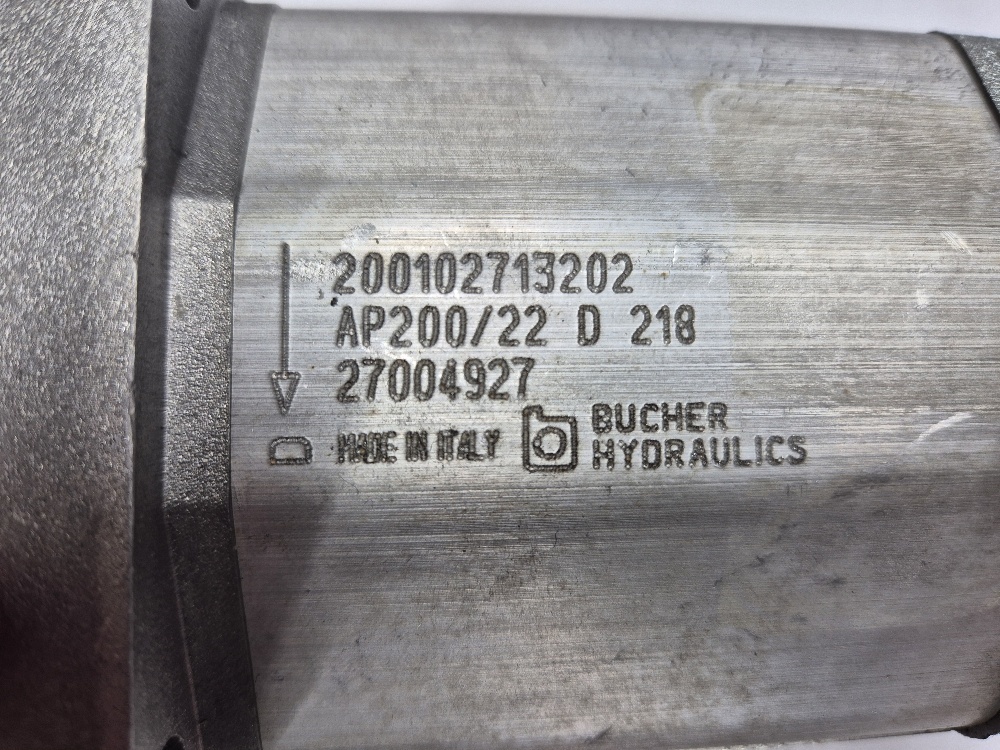 200102713202
AP200/22 D 218
27004927
D MADE IN ITALY
BUCHER
HYDRAULICS